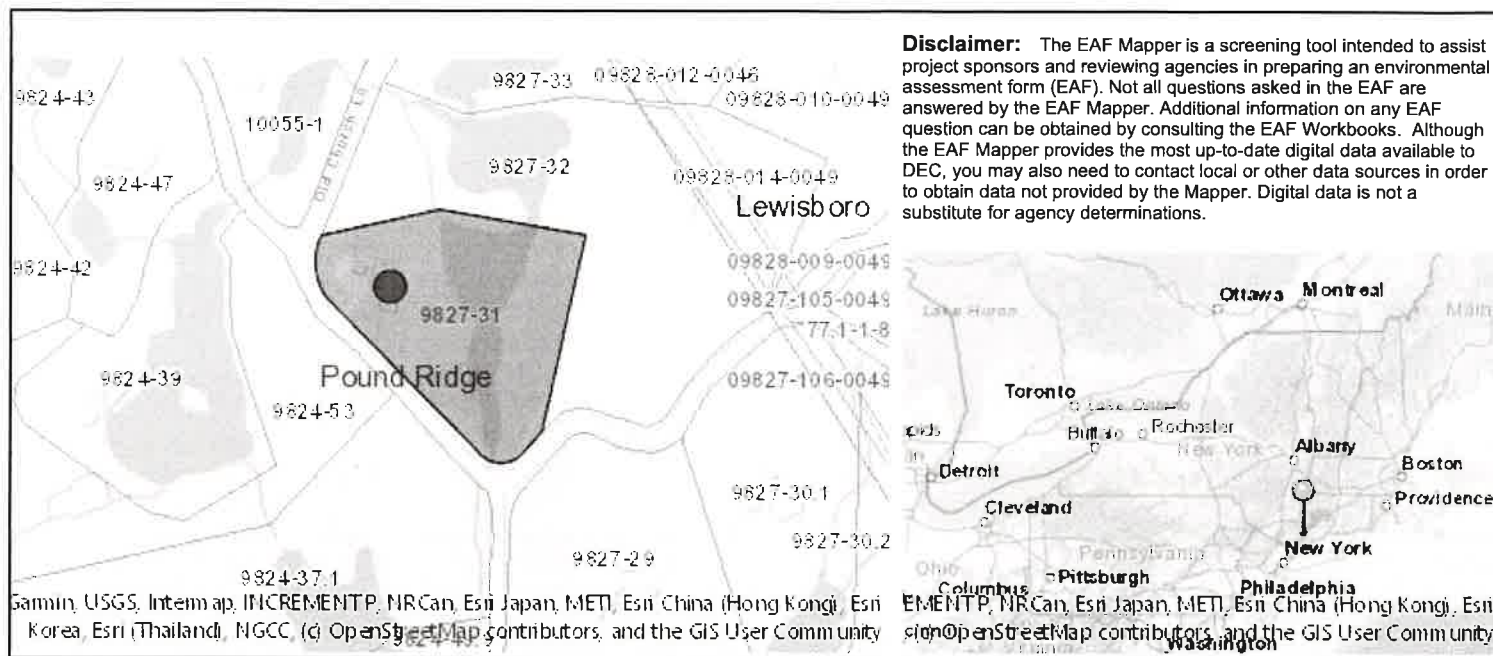 Disclaimer: The EAF Mapper is a screening tool intended to assist
project sponsors and reviewing agencies in preparing an environmental
assessment form (EAF). Not all questions asked in the EAF are
answered by the EAF Mapper. Additional information on any EAF
question can be obtained by consulting the EAF Workbooks. Although
the EAF Mapper provides the most up-to-date digital data available to
DEC, you may also need to contact local or other data sources in order
to obtain data not provided by the Mapper. Digital data is not a
substitute for agency determinations.
9824-43
9827-33
09828-012-0046
09828-010-0049
10055-1
Old Church Ln
9824-47
9827-32
09828-014-0049
Lewisboro
9824-42
09828-009-0049
09827-105-0049
9827-31
77.1-1-8
9824-39
Pound Ridge
09827-106-0049
9824-53
9827-30.1
9827-30.2
9827-29
9824-37.1
Garmin, USGS, Intermap, INCREMENT P, NRCan, Esri Japan, METI, Esri China (Hong Kong), Esri
Korea, Esri (Thailand), NGCC, (c) OpenStreetMap contributors, and the GIS User Community
Ottawa
Montreal
Lake Huron
Toronto
Lake Ontario
Rochester
Buffalo
New York
Albany
Boston
Detroit
Providence
Cleveland
New York
Pennsylvania
Ohio
Pittsburgh
Columbus
Philadelphia
EMENT P, NRCan, Esri Japan, METI, Esri China (Hong Kong), Esri
OpenStreetMap contributors, and the GIS User Community
Washington